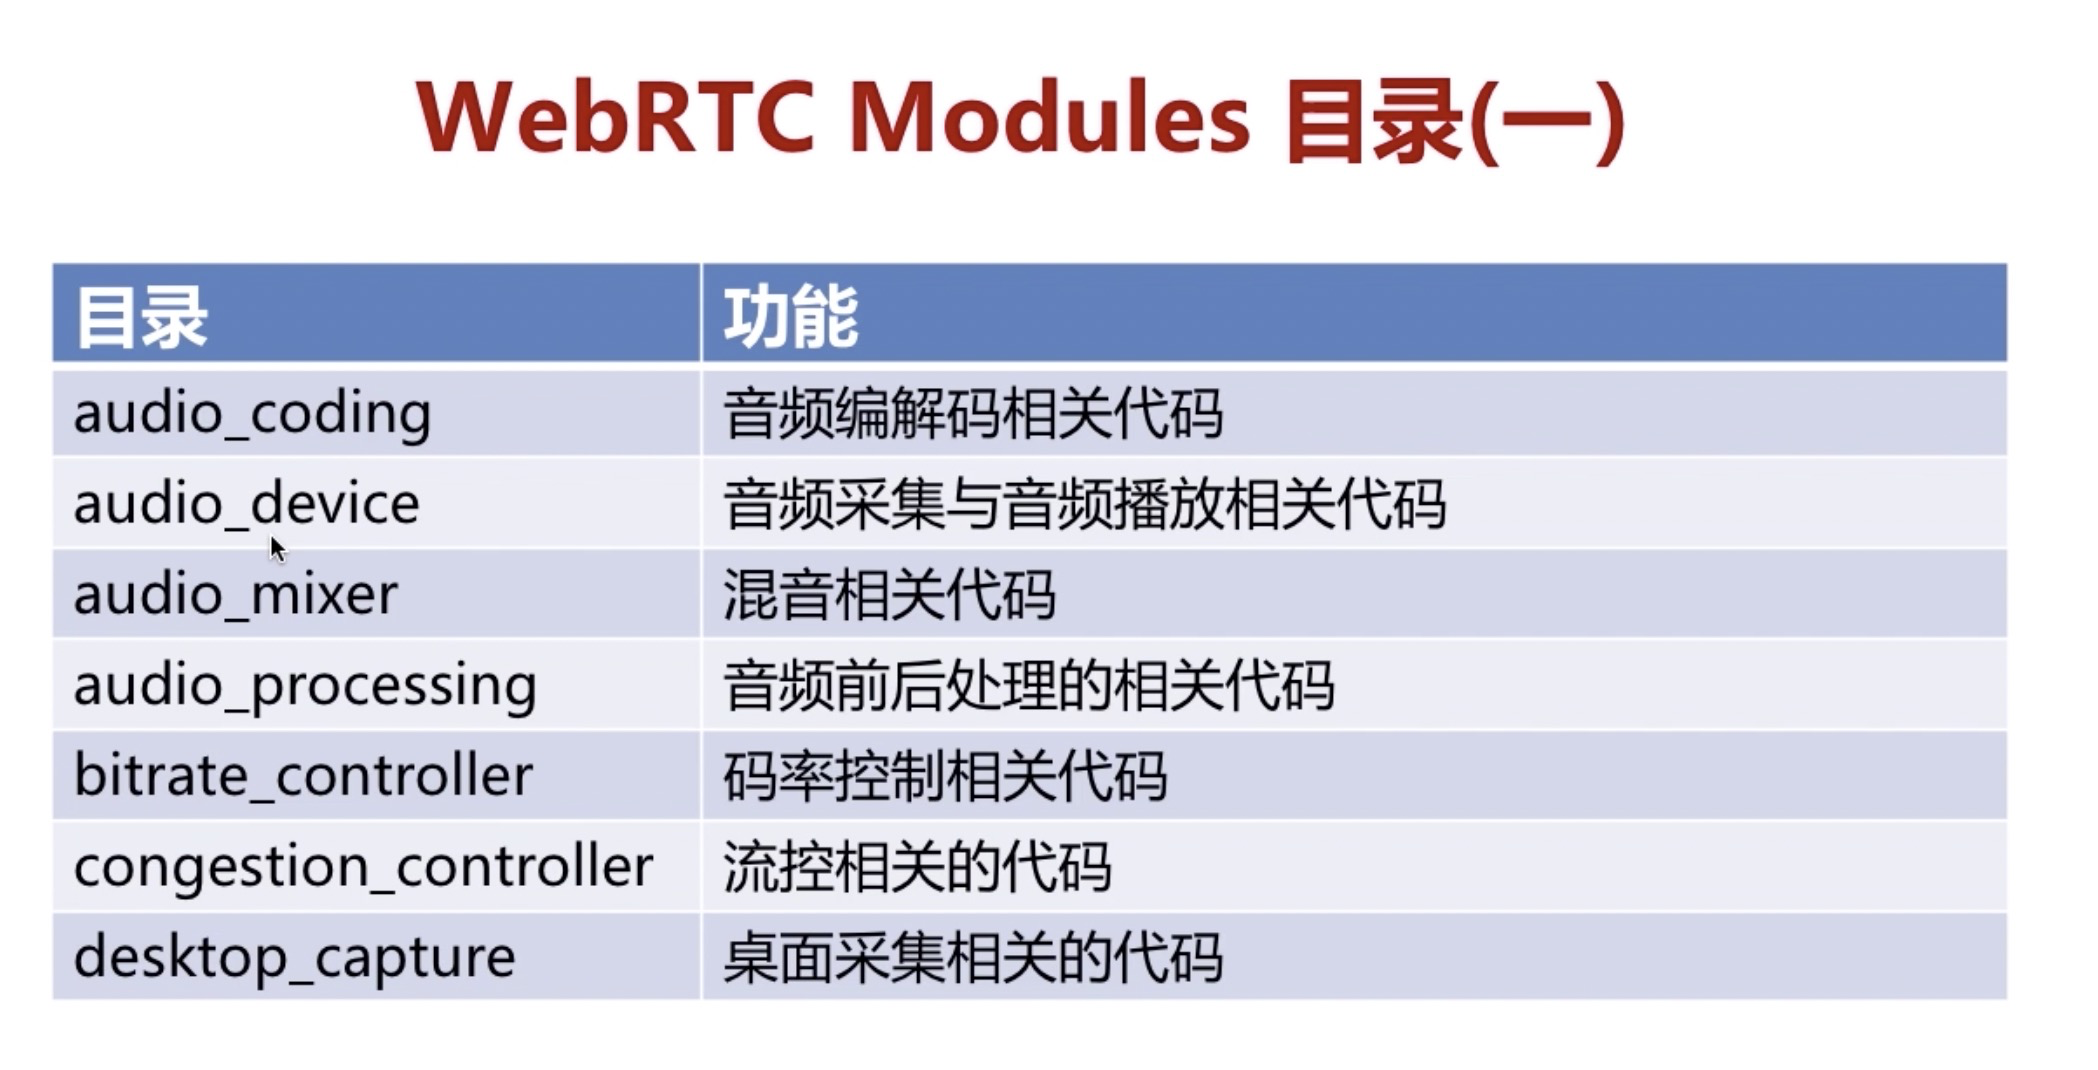 WebRTC Modules 目录(一)
目录 功能
audio_coding 音频编解码相关代码
audio_device 音频采集与音频播放相关代码
audio_mixer 混音相关代码
audio_processing 音频前后处理的相关代码
bitrate_controller 码率控制相关代码
congestion_controller 流控相关的代码
desktop_capture 桌面采集相关的代码